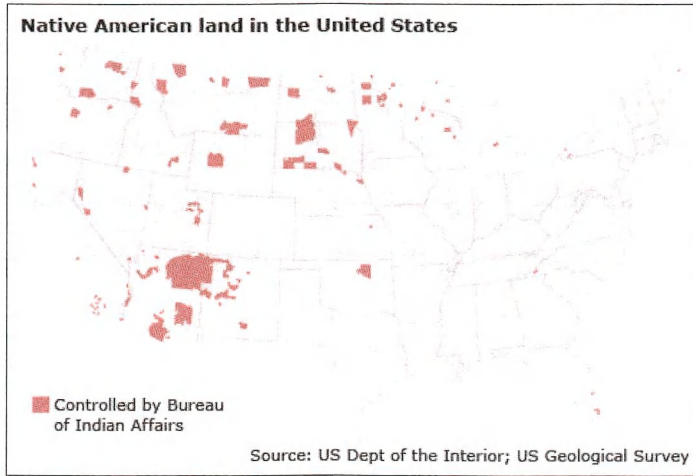 Native American land in the United States
Controlled by Bureau
of Indian Affairs
Source: US Dept of the Interior; US Geological Survey